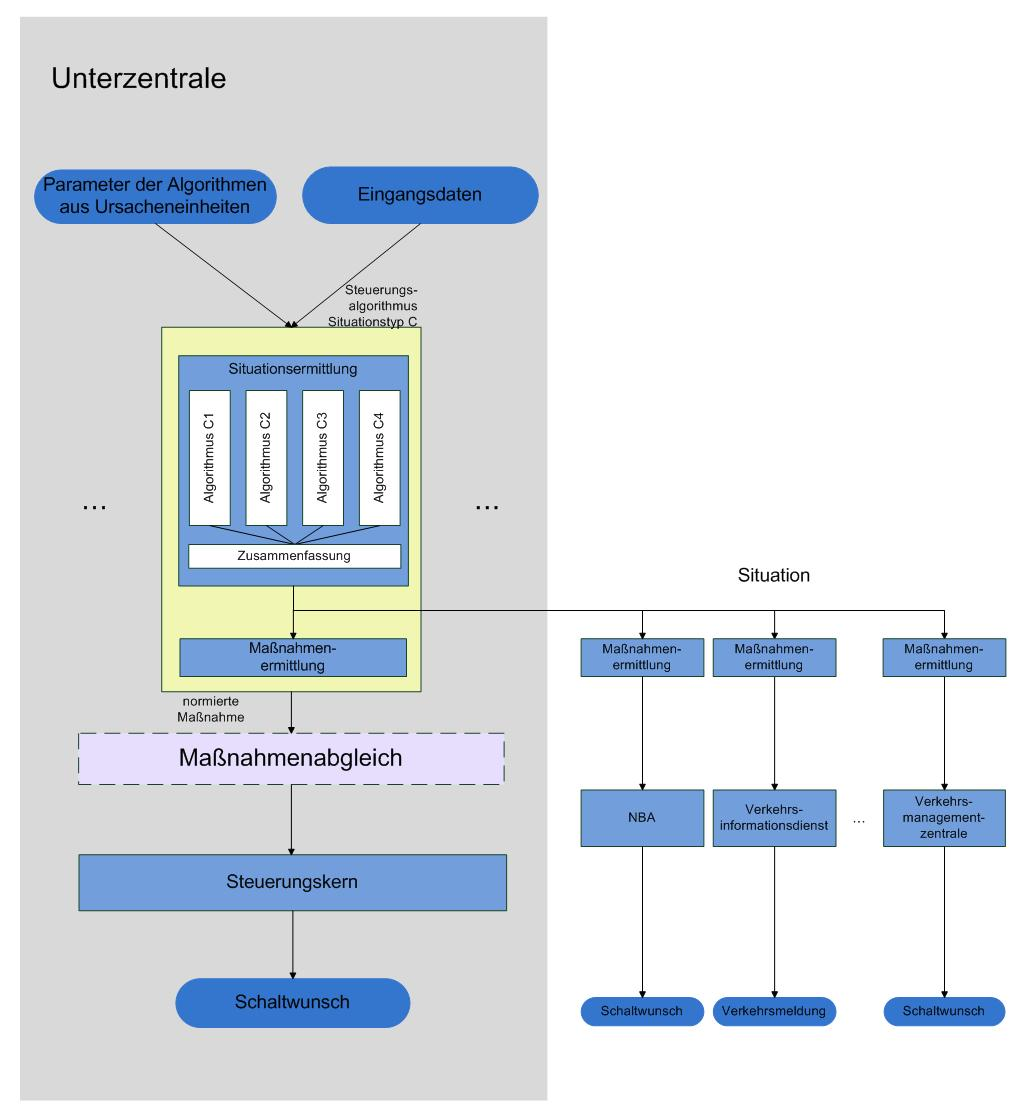 Unterzentrale
Parameter der Algorithmen
aus Ursacheneinheiten
Eingangsdaten
Steuerungs-
algorithmus
Situationstyp C
Situationsermittlung
Algorithmus C1
Algorithmus C2
Algorithmus C3
Algorithmus C4
...
...
Zusammenfassung
Situation
Maßnahmen-
ermittlung
Maßnahmen-
ermittlung
Maßnahmen-
ermittlung
Maßnahmen-
ermittlung
normierte
Maßnahme
Maßnahmenabgleich
NBA
Verkehrs-
informationsdienst
...
Verkehrs-
management-
zentrale
Steuerungskern
Schaltwunsch
Schaltwunsch
Verkehrsmeldung
Schaltwunsch